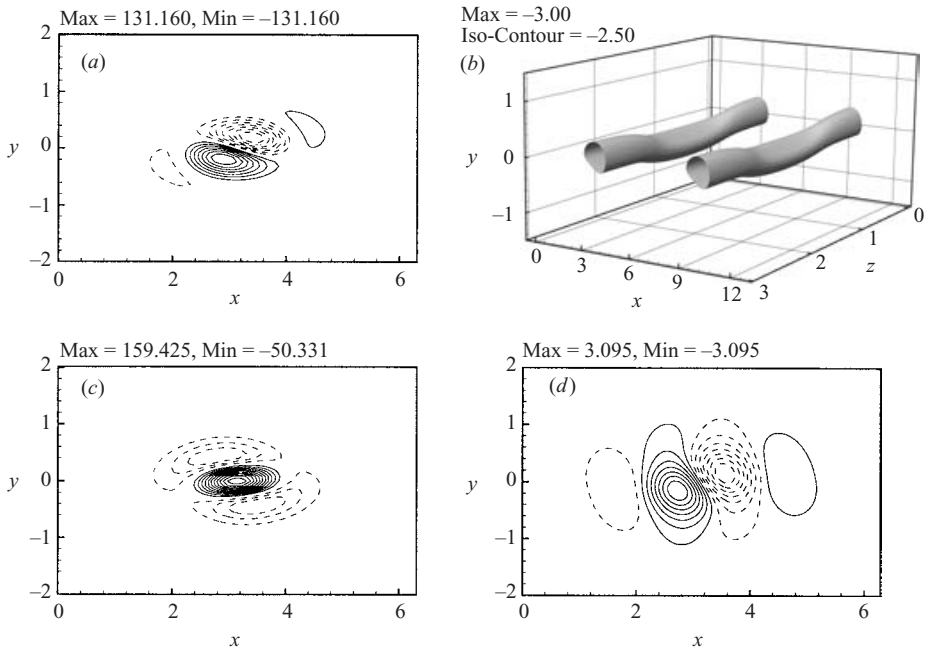 Max = 131.160, Min = –131.160
(a)
2
1
y
0
–1
–2
0
2
4
6
x
Max = –3.00
Iso-Contour = –2.50
(b)
1
y
0
–1
0
3
6
9
12
x
3
2
1
0
z
Max = 159.425, Min = –50.331
(c)
2
1
y
0
–1
–2
0
2
4
6
x
Max = 3.095, Min = –3.095
(d)
2
1
y
0
–1
–2
0
2
4
6
x